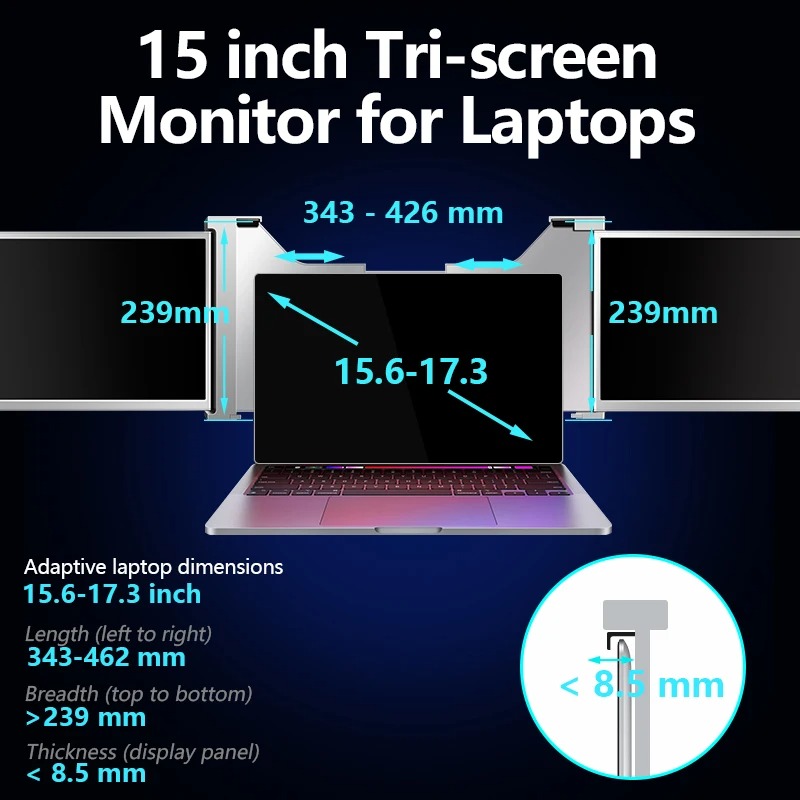 15 inch Tri-screen
Monitor for Laptops
343 - 426 mm
239mm
239mm
15.6-17.3
Adaptive laptop dimensions
15.6-17.3 inch
Length (left to right)
343-462 mm
Breadth (top to bottom)
>239 mm
Thickness (display panel)
< 8.5 mm
< 8.5 mm